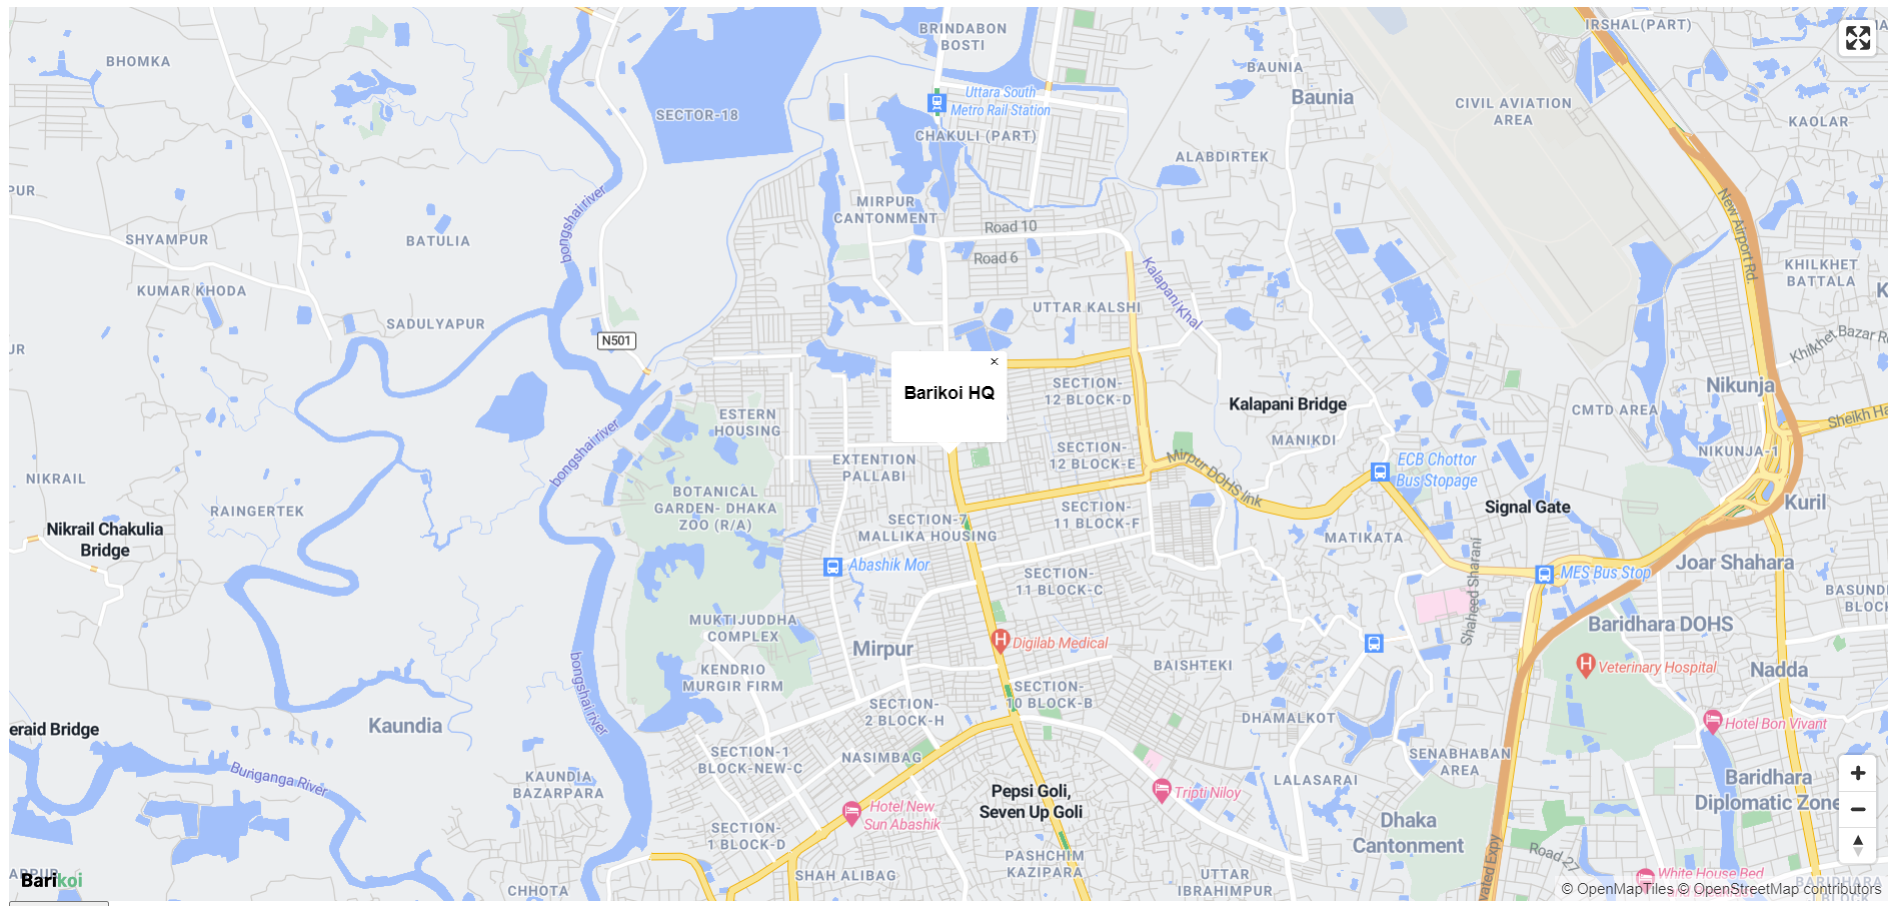 BRINDABON
BOSTI
IRSHAL(PART)
BHOMKA
BAUNIA
Baunia
SECTOR-18
Uttara South
Metro Rail Station
CIVIL AVIATION
AREA
KAOLAR
CHAKULI (PART)
ALABDIRTEK
PUR
bongshai river
MIRPUR
CANTONMENT
New Airport Rd.
SHYAMPUR
BATULIA
Road 10
Road 6
Kalapani Khal
KHILKHET
BATTALA
KUMAR KHODA
K
UTTAR KALSHI
SADULYAPUR
N501
UR
Khilkhet Bazar R
×
Barikoi HQ
SECTION-
12 BLOCK-D
Nikunja
Kalapani Bridge
CMTD AREA
Sheikh Ha
ESTERN
HOUSING
bongshai river
MANIKDI
SECTION-
12 BLOCK-E
EXTENTION
PALLABI
Mirpur DOHS link
ECB Chottor
Bus Stopage
NIKUNJA-1
NIKRAIL
BOTANICAL
GARDEN- DHAKA
ZOO (R/A)
RAINGERTEK
Signal Gate
Kuril
Nikrail Chakulia
Bridge
SECTION-7
MALLIKA HOUSING
SECTION-
11 BLOCK-F
MATIKATA
Abashik Mor
Shaheed Sharani
MES Bus Stop
Joar Shahara
SECTION-
11 BLOCK-C
BASUND
BLOC
MUKTIJUDDHA
COMPLEX
Baridhara DOHS
Mirpur
Digilab Medical
BAISHTEKI
Veterinary Hospital
Nadda
KENDRIO
MURGIR FIRM
bongshai river
SECTION-
10 BLOCK-B
SECTION-
2 BLOCK-H
DHAMALKOT
Hotel Bon Vivant
eraid Bridge
Kaundia
SECTION-1
BLOCK-NEW-C
NASIMBAG
SENABHABAN
AREA
Buriganga River
KAUNDIA
BAZARPARA
LALASARAI
Baridhara
Diplomatic Zone
Pepsi Goli,
Seven Up Goli
Tripti Niloy
Hotel New
Sun Abashik
SECTION-
1 BLOCK-D
Dhaka
Cantonment
PASHCHIM
KAZIPARA
Road 27
vated Expy
SHAH ALIBAG
UTTAR
IBRAHIMPUR
White House Bed
BARIDHARA
BLOCK
Barikoi
CHHOTA
© OpenMapTiles © OpenStreetMap contributors